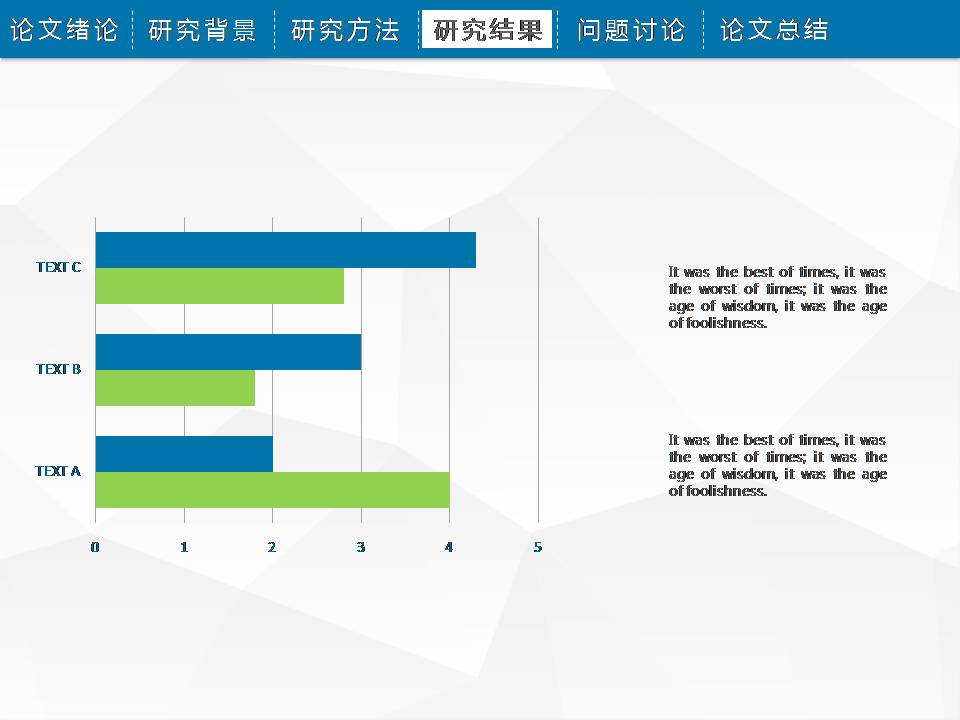 论文绪论 研究背景 研究方法 研究结果 问题讨论 论文总结
TEXT C
TEXT B
TEXT A
0 1 2 3 4 5
It was the best of times, it was
the worst of times; it was the
age of wisdom, it was the age
of foolishness.
It was the best of times, it was
the worst of times; it was the
age of wisdom, it was the age
of foolishness.